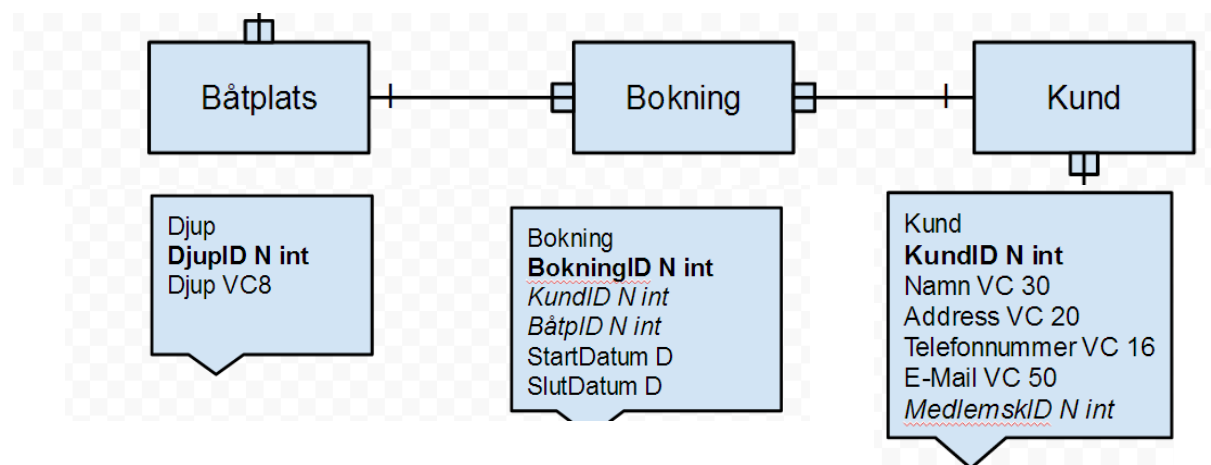 Båtplats
Bokning
Kund
Djup
DjupID N int
Djup VC8
Bokning
BokningID N int
KundID N int
BåtpID N int
StartDatum D
SlutDatum D
Kund
KundID N int
Namn VC 30
Address VC 20
Telefonnummer VC 16
E-Mail VC 50
MedlemskID N int